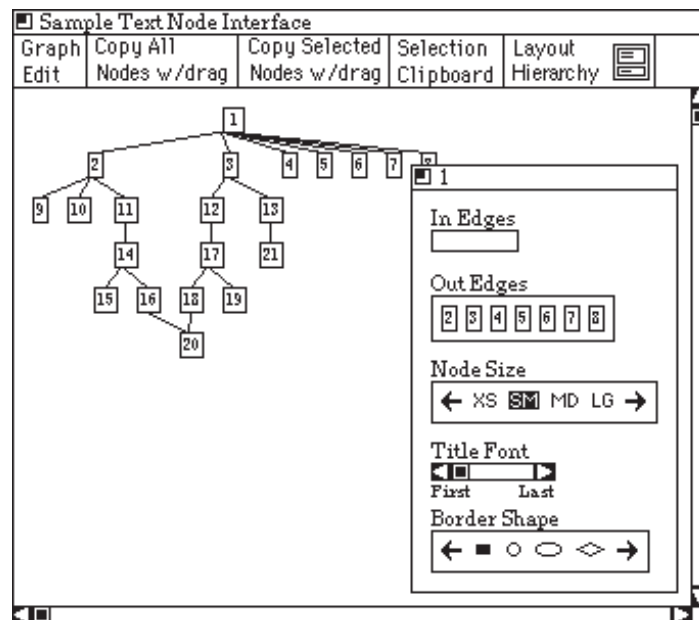 Sample Text Node Interface
Graph Copy All Copy Selected Selection Layout
Edit Nodes w/drag Nodes w/drag Clipboard Hierarchy
1
2 3 4 5 6 7 8
1
9 10 11 12 13
In Edges
14 17 21
Out Edges
15 16 18 19
2 3 4 5 6 7 8
20
Node Size
XS SM MD LG
Title Font
First Last
Border Shape